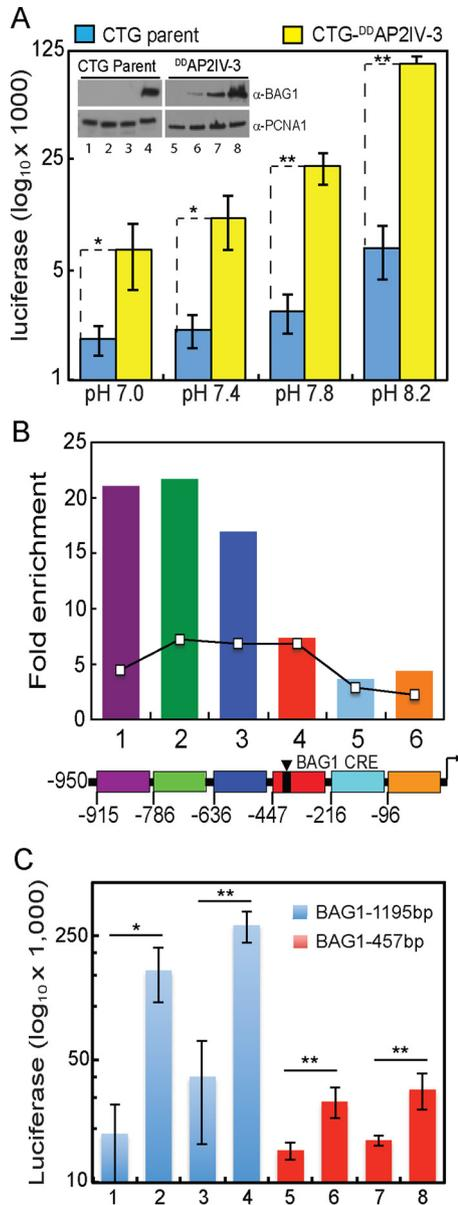 A
CTG parent
CTG-ᴰᴰAP2IV-3
125
25
5
1
luciferase (log₁₀ x 1000)
CTG Parent
ᴰᴰAP2IV-3
α-BAG1
α-PCNA1
1 2 3 4 5 6 7 8
*
*
**
**
pH 7.0
pH 7.4
pH 7.8
pH 8.2
B
25
20
15
10
5
0
Fold enrichment
1 2 3 4 5 6
BAG1 CRE
-950
-915 -786 -636 -447 -216 -96
C
Luciferase (log₁₀ x 1,000)
250
50
10
BAG1-1195bp
BAG1-457bp
*
**
**
**
1 2 3 4 5 6 7 8